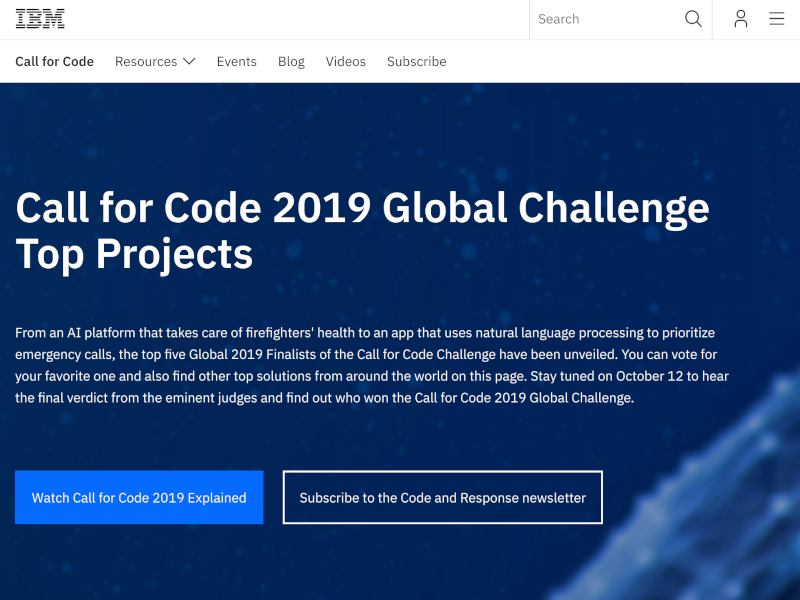 IBM
Search
Call for Code Resources Events Blog Videos Subscribe
Call for Code 2019 Global Challenge
Top Projects
From an AI platform that takes care of firefighters' health to an app that uses natural language processing to prioritize
emergency calls, the top five Global 2019 Finalists of the Call for Code Challenge have been unveiled. You can vote for
your favorite one and also find other top solutions from around the world on this page. Stay tuned on October 12 to hear
the final verdict from the eminent judges and find out who won the Call for Code 2019 Global Challenge.
Watch Call for Code 2019 Explained
Subscribe to the Code and Response newsletter